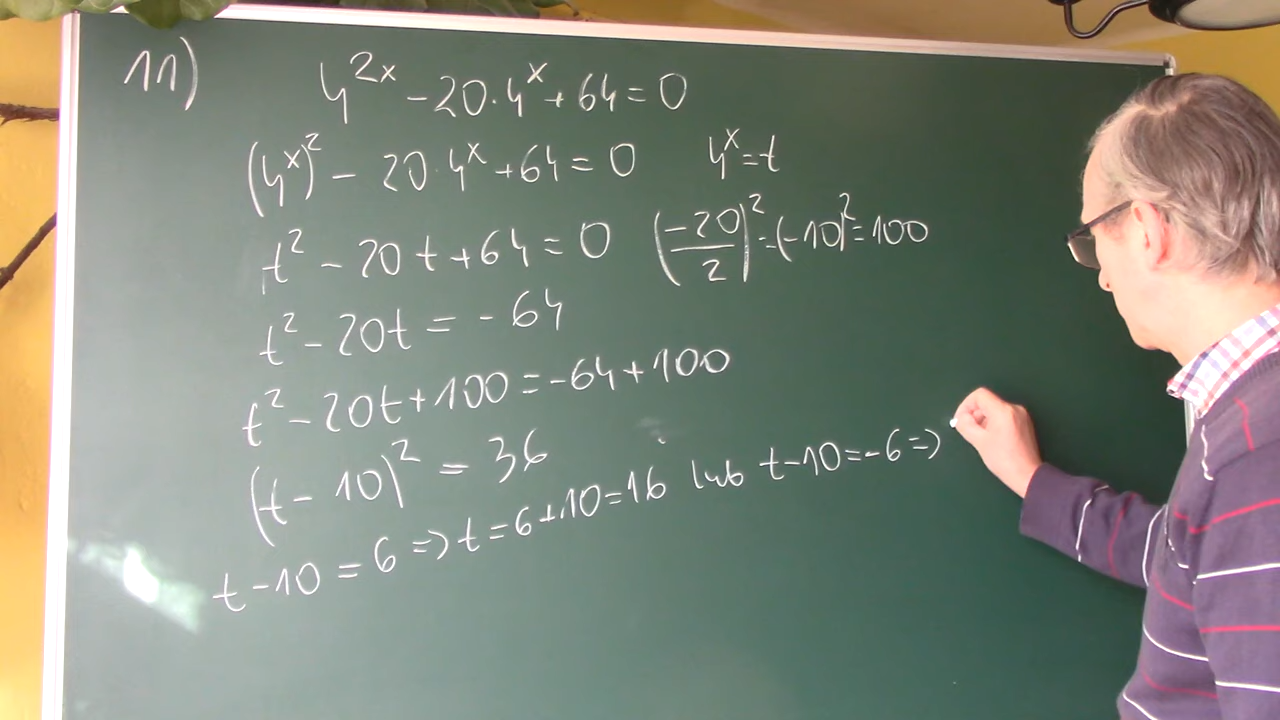 11) 4^{2x} - 20·4^x + 64 = 0
(4^x)^2 - 20·4^x + 64 = 0 4^x = t
t^2 - 20t + 64 = 0 (\frac{-20}{2})^2 = (-10)^2 = 100
t^2 - 20t = -64
t^2 - 20t + 100 = -64 + 100
(t - 10)^2 = 36
t - 10 = 6 => t = 6 + 10 = 16 lub t - 10 = -6 =>